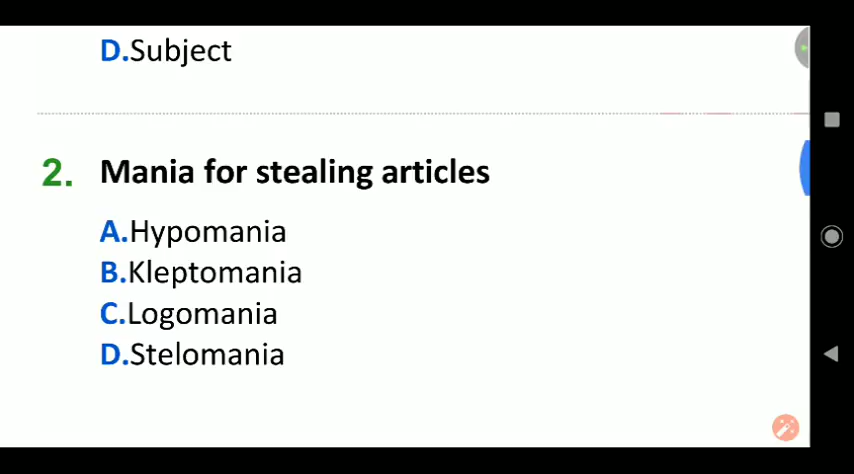 D.Subject
2. Mania for stealing articles
A.Hypomania
B.Kleptomania
C.Logomania
D.Stelomania